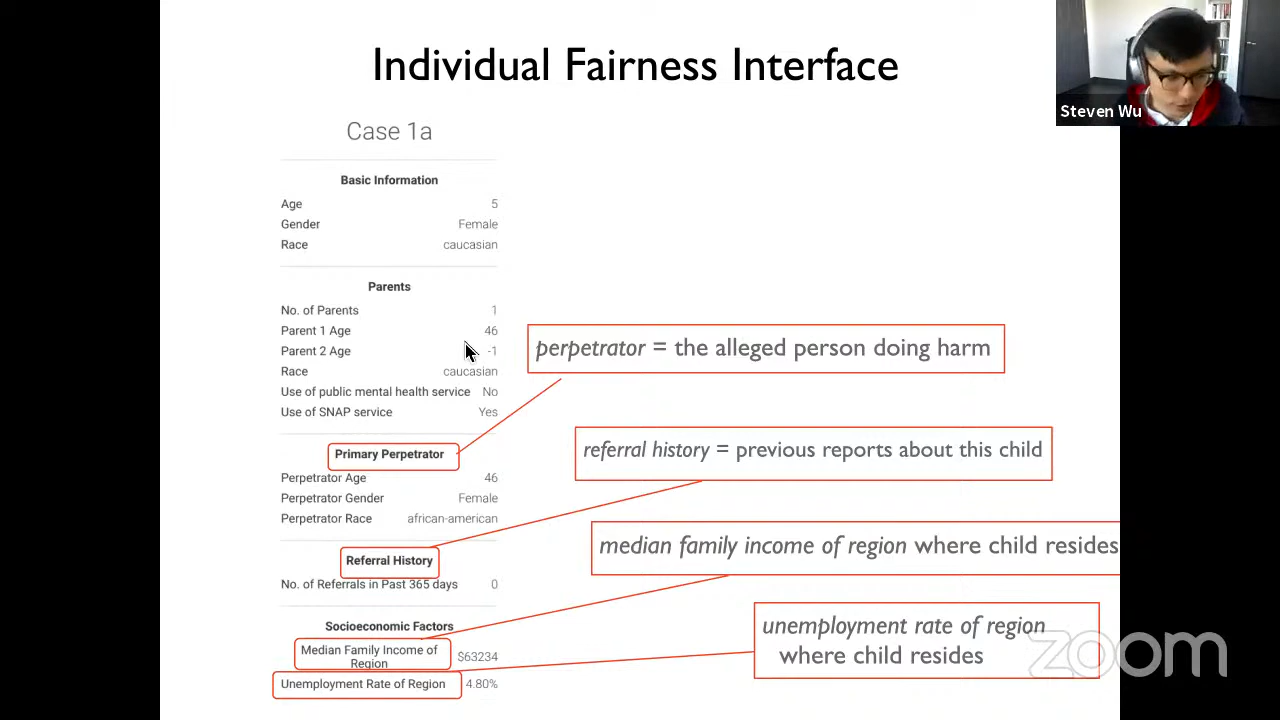 Individual Fairness Interface
Steven Wu
Case 1a
Basic Information
Age 5
Gender Female
Race caucasian
Parents
No. of Parents 1
Parent 1 Age 46
Parent 2 Age -1
Race caucasian
Use of public mental health service No
Use of SNAP service Yes
perpetrator = the alleged person doing harm
Primary Perpetrator
Perpetrator Age 46
Perpetrator Gender Female
Perpetrator Race african-american
referral history = previous reports about this child
Referral History
No. of Referrals in Past 365 days 0
median family income of region where child resides
Socioeconomic Factors
Median Family Income of
Region $63234
Unemployment Rate of Region 4.80%
unemployment rate of region
where child resides
zoom